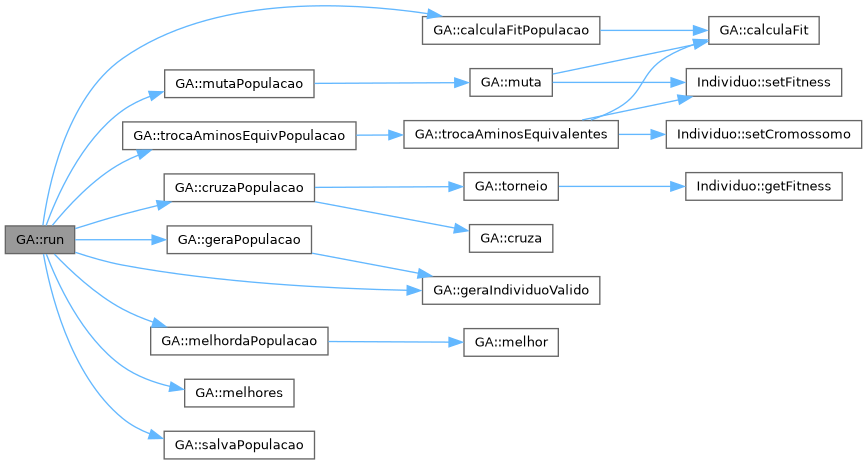 GA::run
GA::calculaFitPopulacao
GA::calculaFit
GA::mutaPopulacao
GA::muta
Individuo::setFitness
GA::trocaAminosEquivPopulacao
GA::trocaAminosEquivalentes
Individuo::setCromossomo
GA::cruzaPopulacao
GA::torneio
Individuo::getFitness
GA::cruza
GA::geraPopulacao
GA::geraIndividuoValido
GA::melhordaPopulacao
GA::melhor
GA::melhores
GA::salvaPopulacao